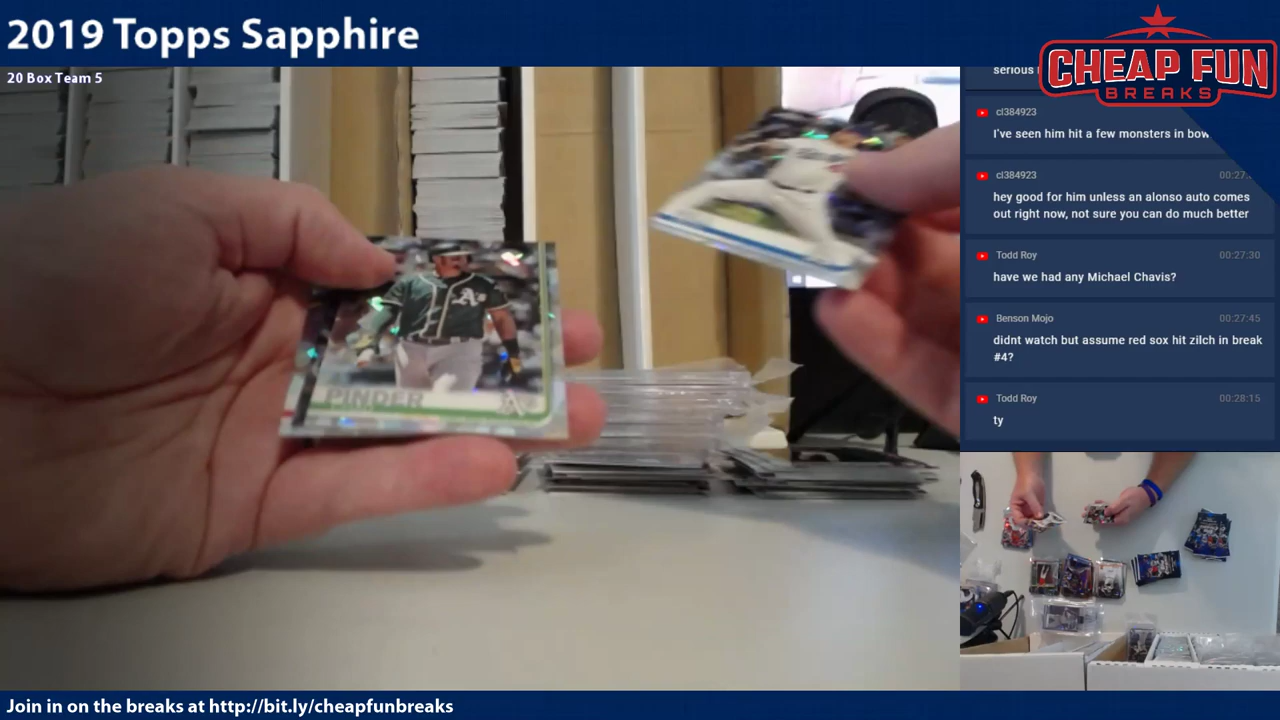 2019 Topps Sapphire
20 Box Team 5
CHEAP FUN
BREAKS
serious
cl384923
I've seen him hit a few monsters in bow
cl384923 00:27:
hey good for him unless an alonso auto comes
out right now, not sure you can do much better
Todd Roy 00:27:30
have we had any Michael Chavis?
Benson Mojo 00:27:45
didnt watch but assume red sox hit zilch in break
#4?
Todd Roy 00:28:15
ty
A's
PINDER
A's
Join in on the breaks at http://bit.ly/cheapfunbreaks